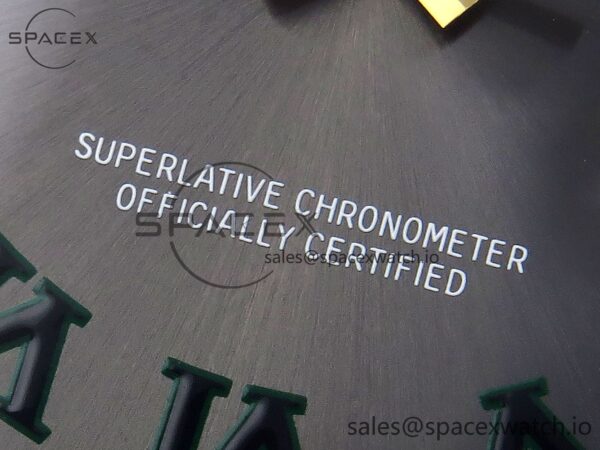 SPACEX
SUPERLATIVE CHRONOMETER
OFFICIALLY CERTIFIED
SPACEX
sales@spacexwatch.io
sales@spacexwatch.io